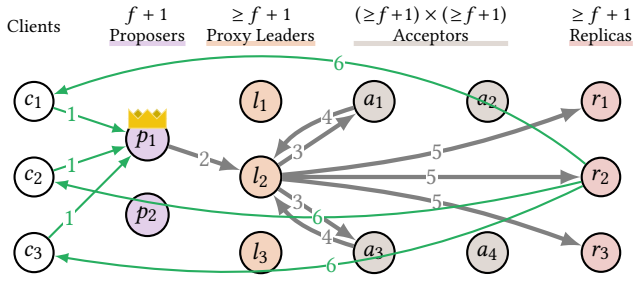 Clients
f + 1
Proposers
≥ f + 1
Proxy Leaders
(≥f+1) × (≥f+1)
Acceptors
≥ f + 1
Replicas
c1 l1 a1 a2 r1
p1
c2 l2 r2
p2
c3 l3 a3 a4 r3
1
1
1
2
3
3
4
4
5
5
5
6
6
6